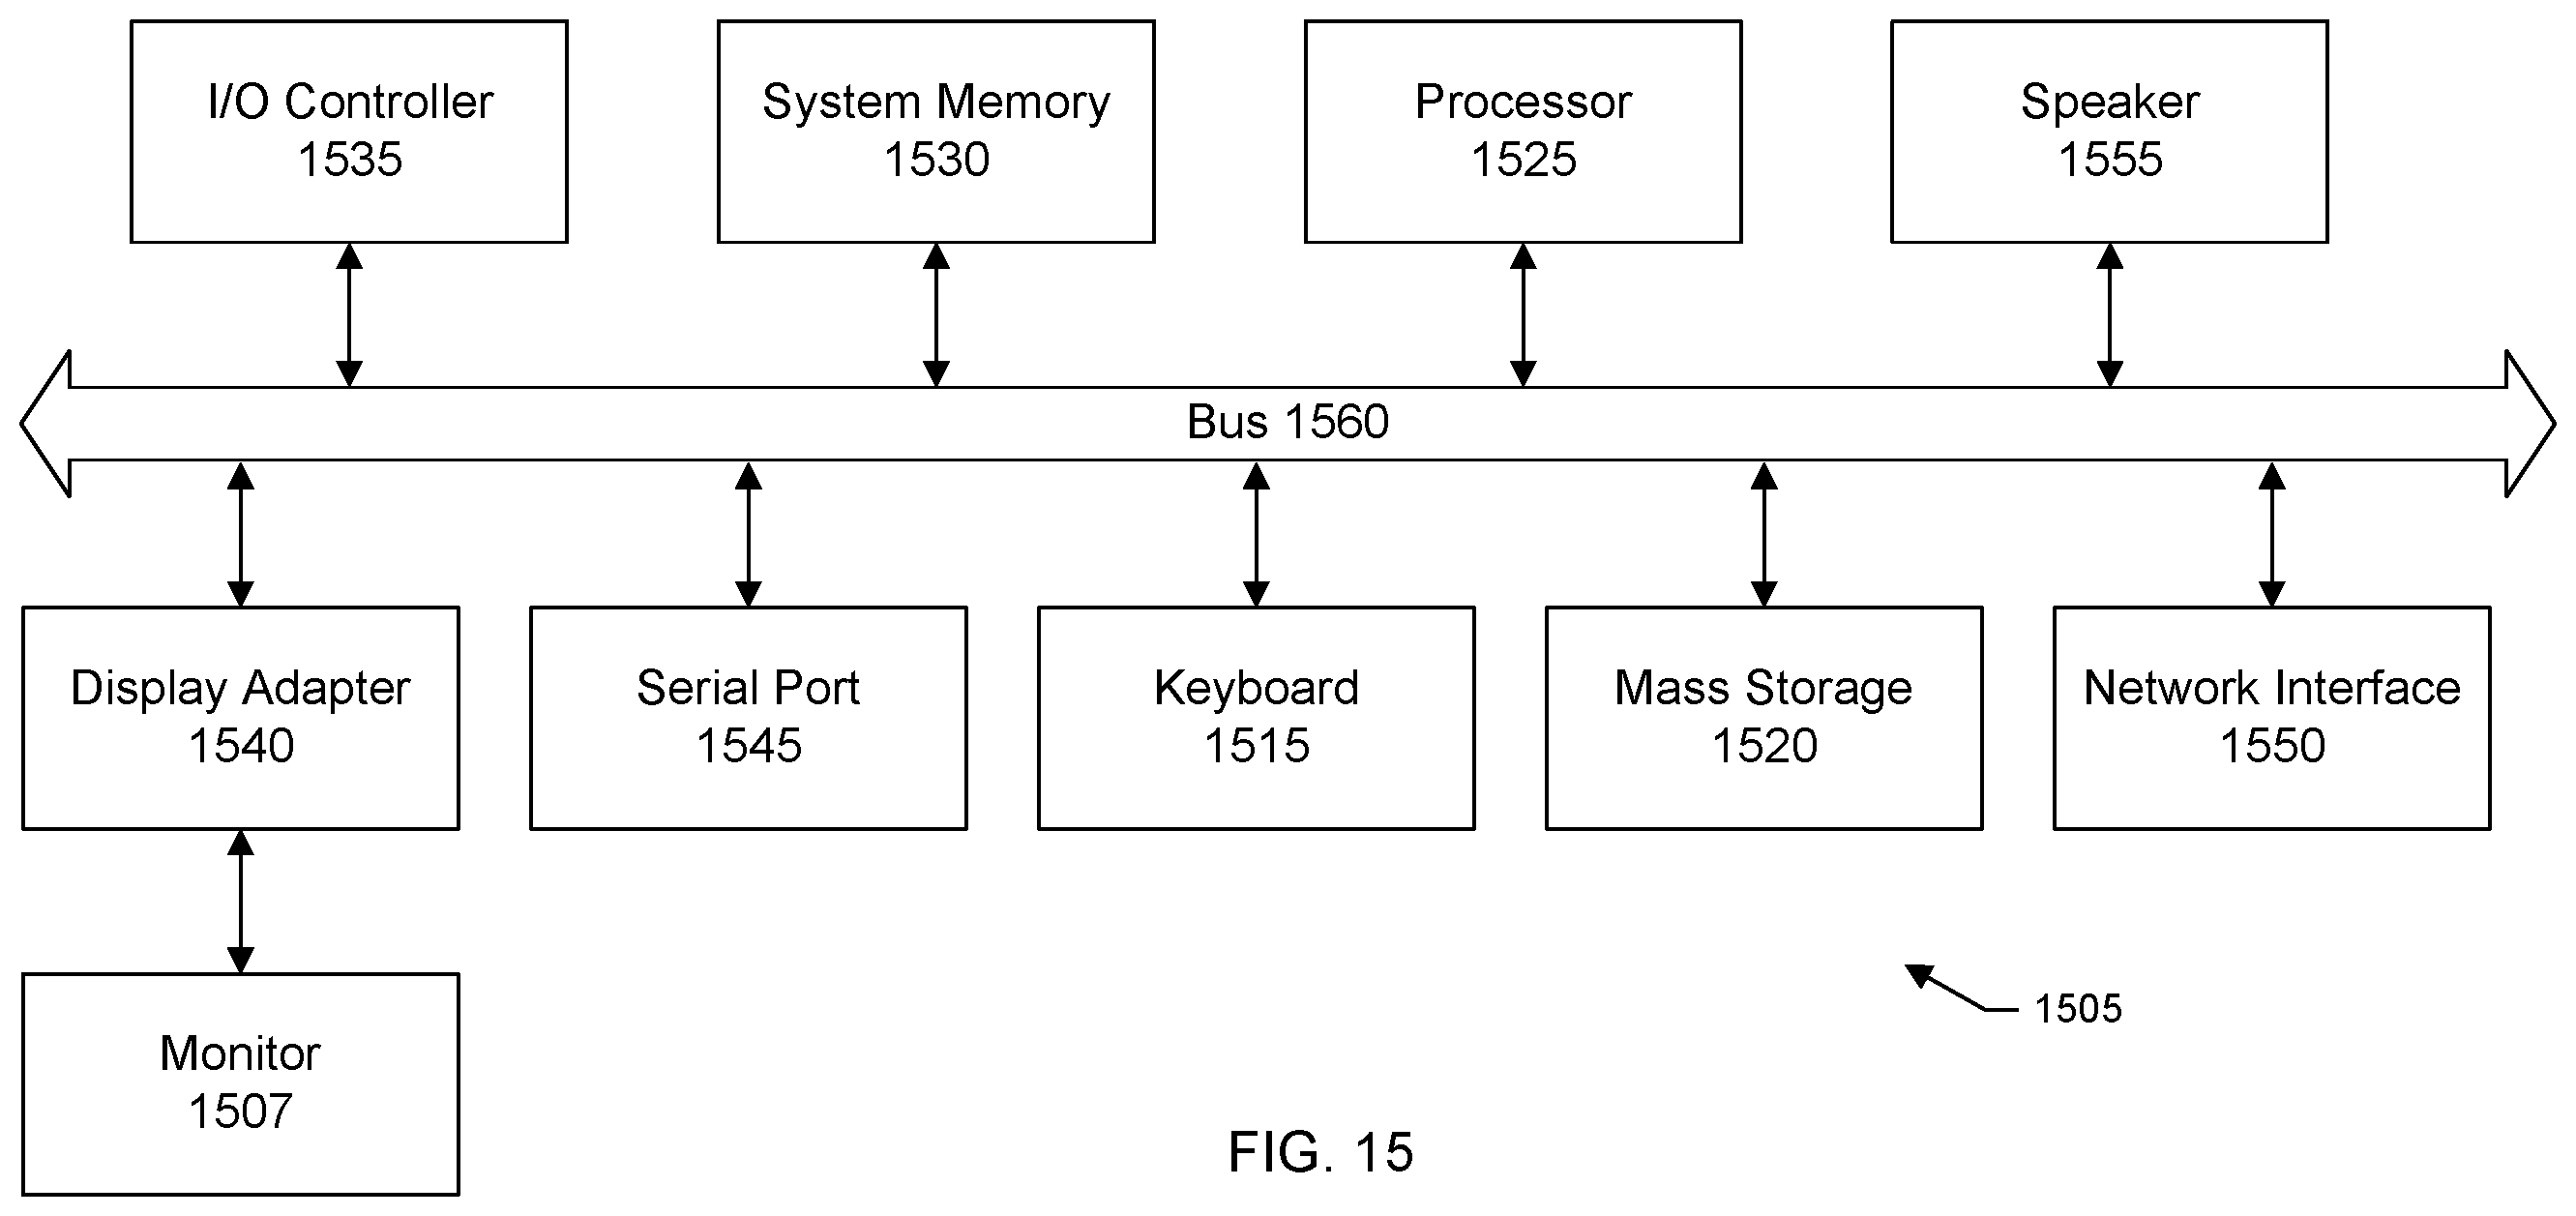 I/O Controller
1535
System Memory
1530
Processor
1525
Speaker
1555
Bus 1560
Display Adapter
1540
Serial Port
1545
Keyboard
1515
Mass Storage
1520
Network Interface
1550
Monitor
1507
1505
FIG. 15